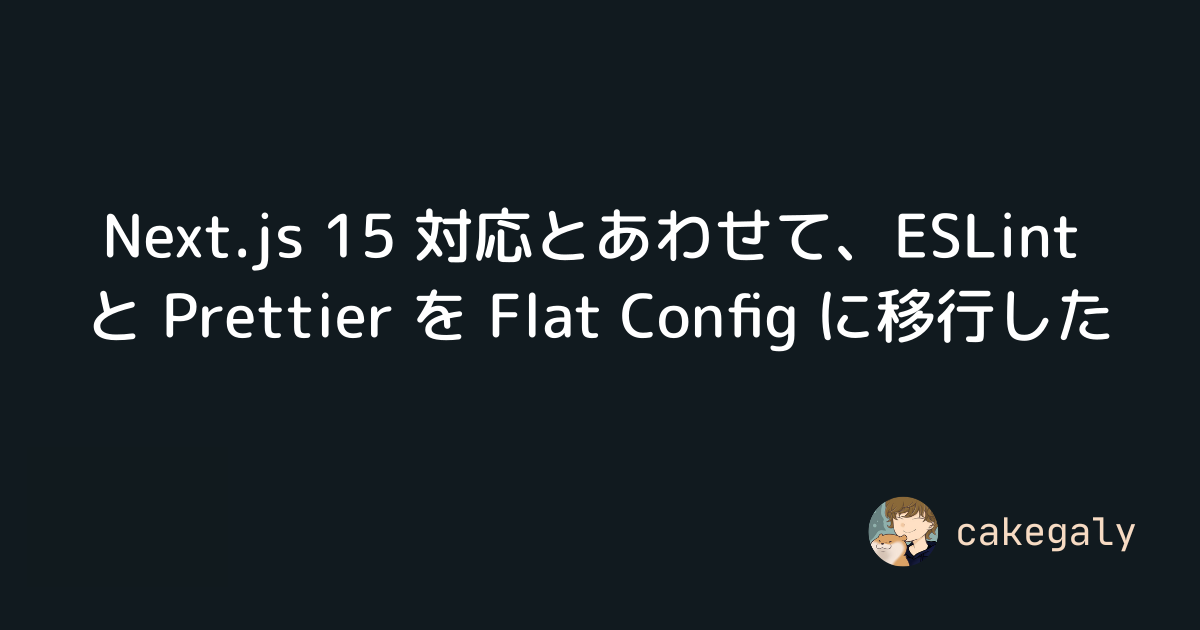 Next.js 15 対応とあわせて、ESLint
と Prettier を Flat Config に移行した
cakegaly